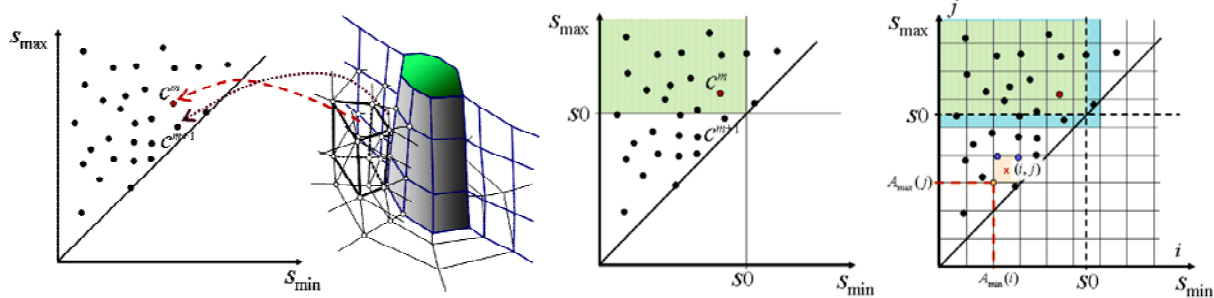 s_max
c^m
c^{m+1}
s_min
s_max
c^m
s0
c^{m+1}
s0
s_min
j
s_max
s0
(i, j)
A_max(j)
i
A_min(i)
s0
s_min